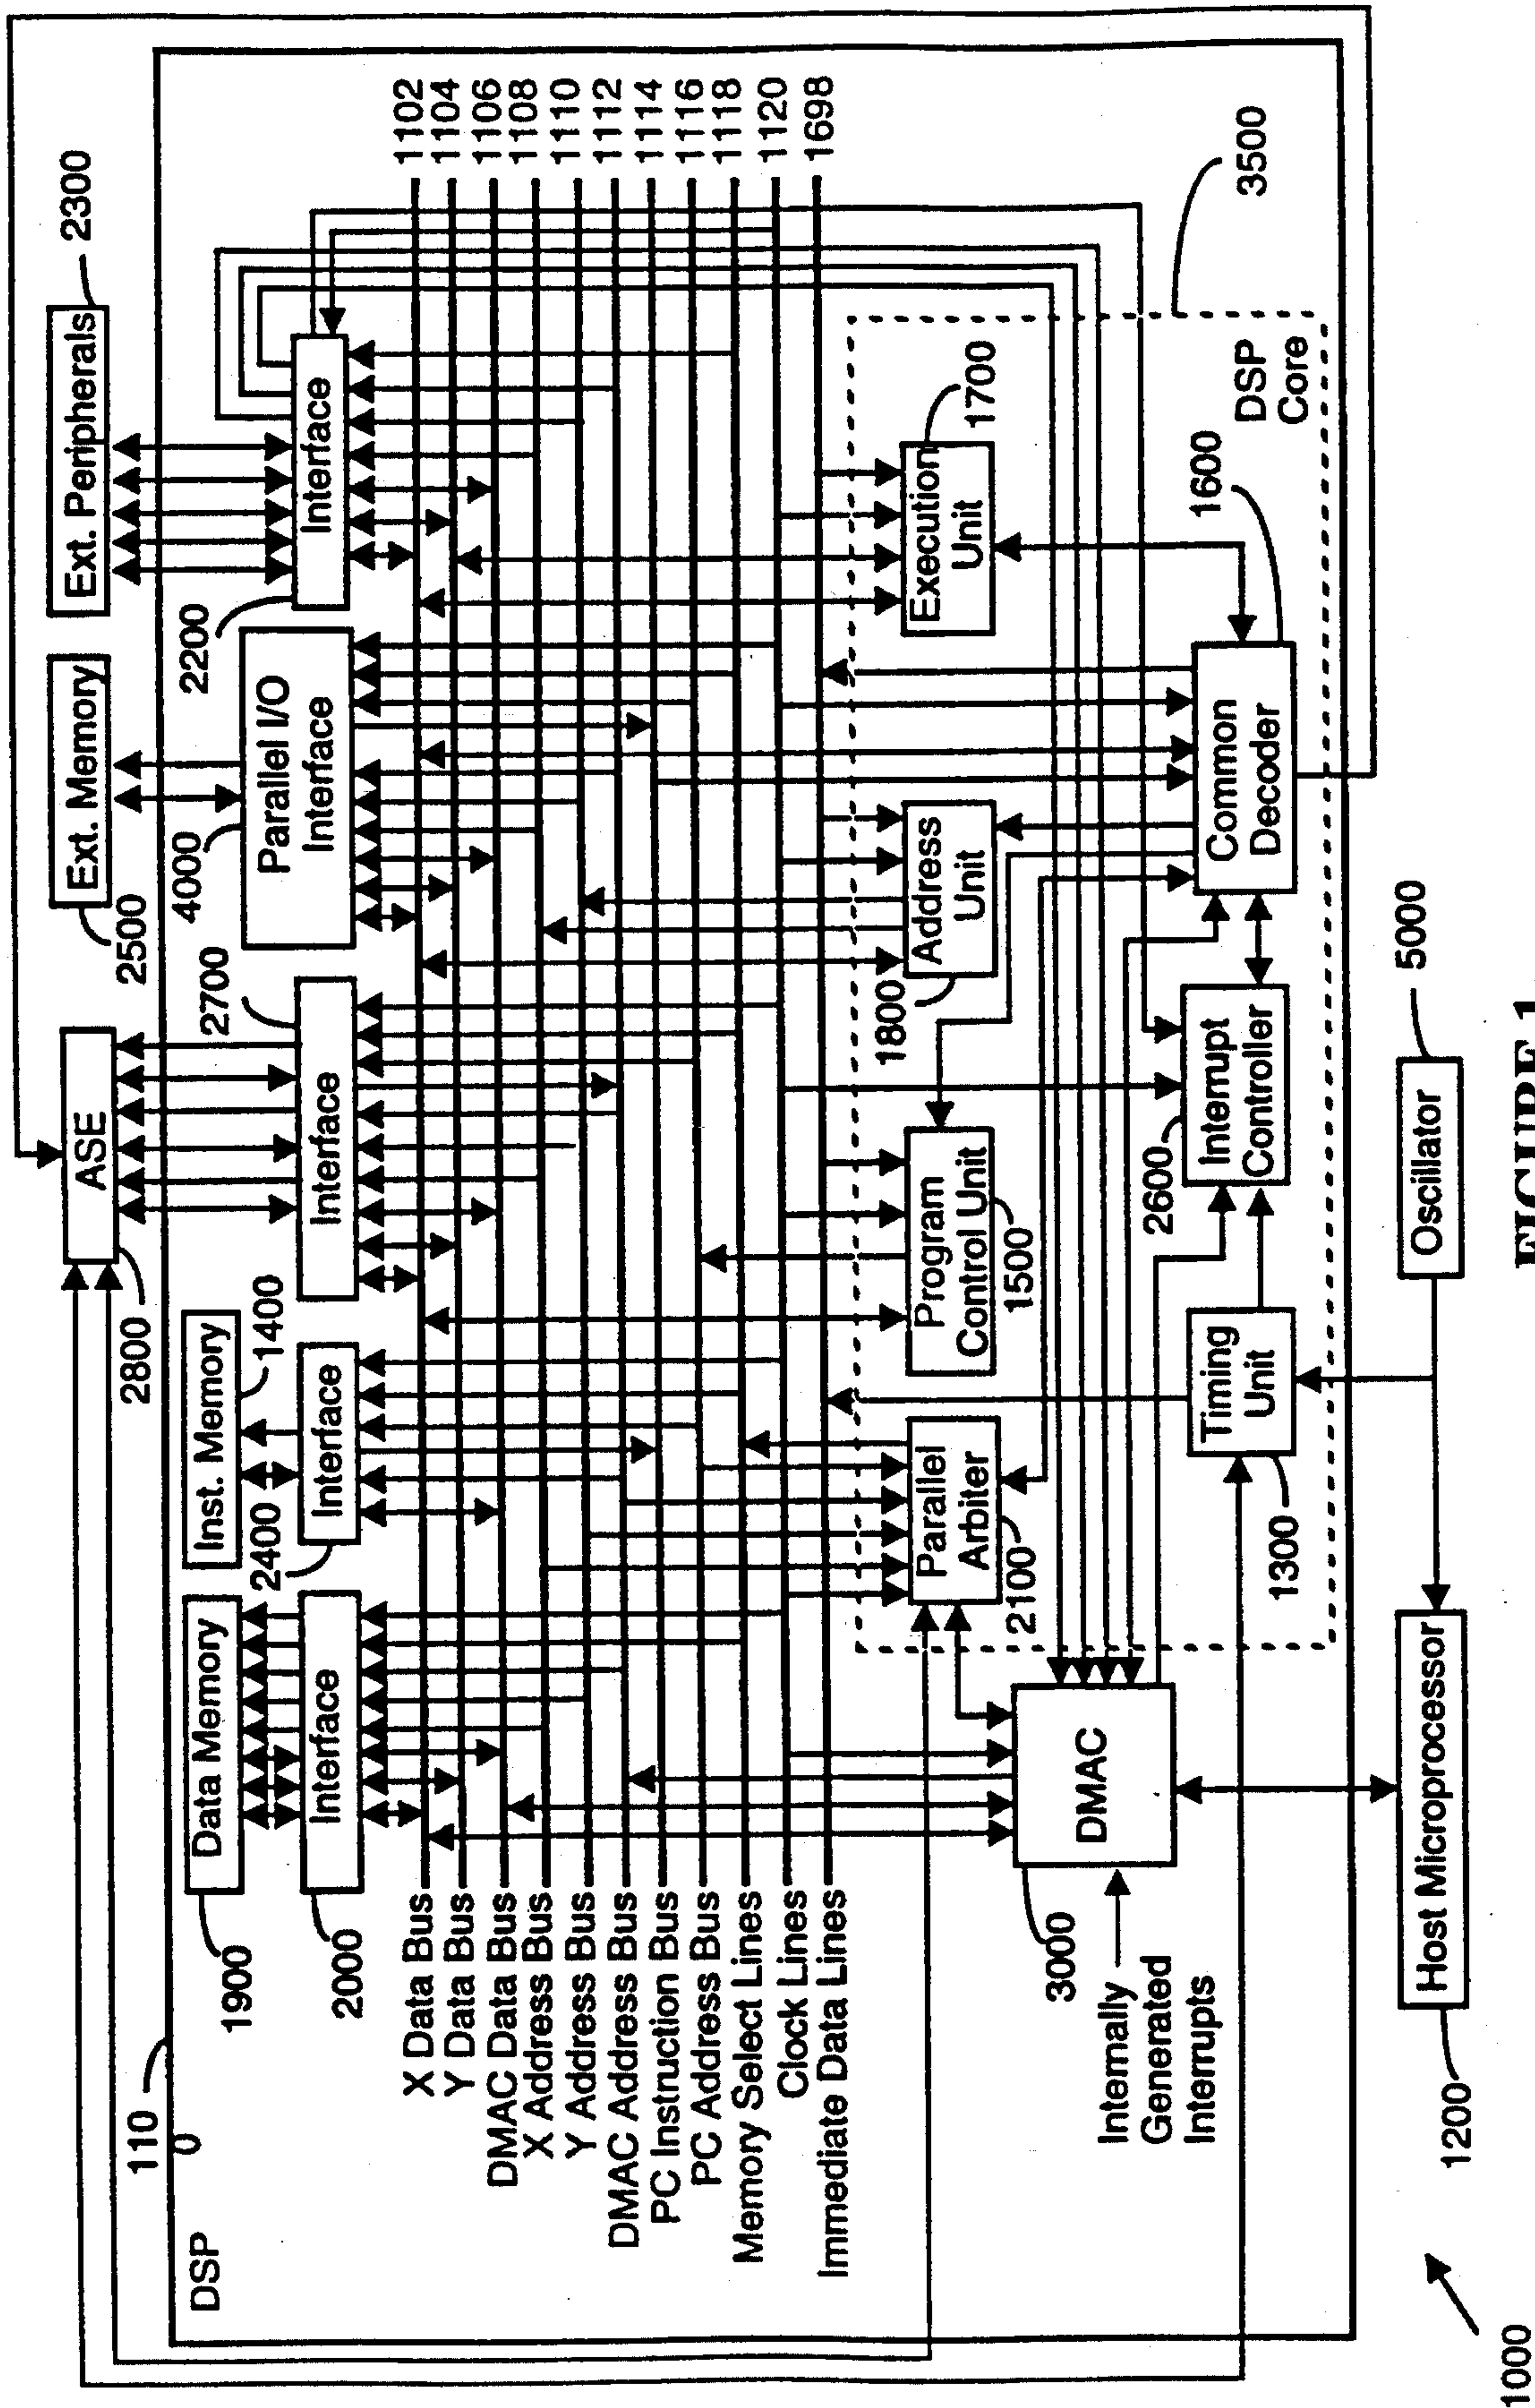 ASE
2800
Ext. Memory
2500
Ext. Peripherals
2300
110
0
DSP
Data Memory
1900
Interface
2000
Inst. Memory
1400
Interface
2400
Interface
2700
Parallel I/O
Interface
4000
Interface
2200
X Data Bus
1102
Y Data Bus
1104
DMAC Data Bus
1106
X Address Bus
1108
Y Address Bus
1110
DMAC Address Bus
1112
PC Instruction Bus
1114
PC Address Bus
1116
Memory Select Lines
1118
Clock Lines
1120
Immediate Data Lines
1698
Parallel
Arbiter
2100
Program
Control Unit
1500
Address
Unit
1800
Execution
Unit
1700
3500
DMAC
3000
Internally
Generated
Interrupts
Timing
Unit
1300
Interrupt
Controller
2600
Common
Decoder
1600
DSP
Core
Host Microprocessor
1200
Oscillator
5000
1000
FIGURE 1